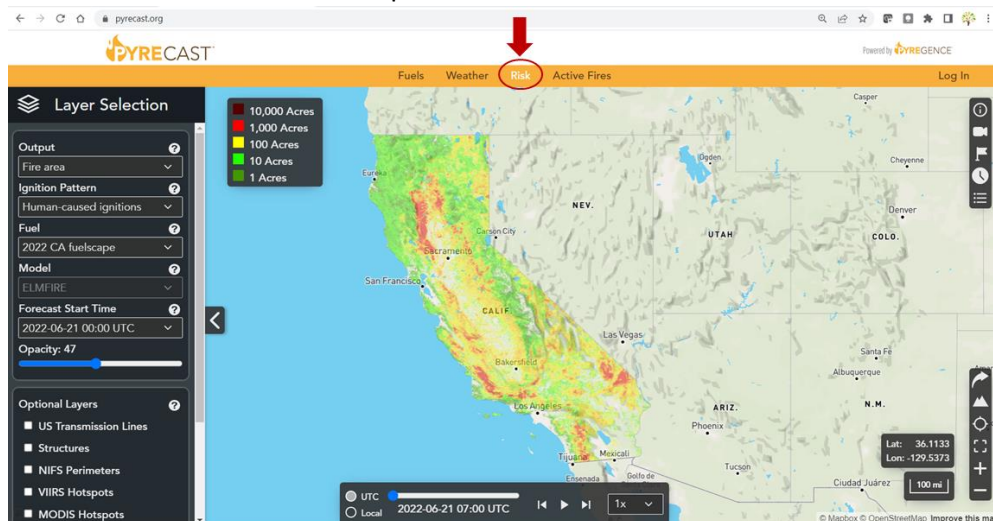 pyrecast.org
PYRECAST
Powered by PYREGENCE
Fuels Weather Risk Active Fires Log In
Layer Selection
Output
Fire area
Ignition Pattern
Human-caused ignitions
Fuel
2022 CA fuelscape
Model
ELMFIRE
Forecast Start Time
2022-06-21 00:00 UTC
Opacity: 47
Optional Layers
US Transmission Lines
Structures
NIFS Perimeters
VIIRS Hotspots
MODIS Hotspots
10,000 Acres
1,000 Acres
100 Acres
10 Acres
1 Acres
Casper
Ogden
Cheyenne
Eureka
NEV.
Denver
Carson City
UTAH
COLO.
Sacramento
San Francisco
CALIF.
Las Vegas
Santa Fe
Bakersfield
Albuquerque
Los Angeles
ARIZ.
N.M.
Phoenix
Tijuana
Mexicali
Tucson
Ensenada
Golfo de
Ciudad Juárez
Lat: 36.1133
Lon: -129.5373
100 mi
UTC
Local
2022-06-21 07:00 UTC
1x
© Mapbox © OpenStreetMap Improve this ma